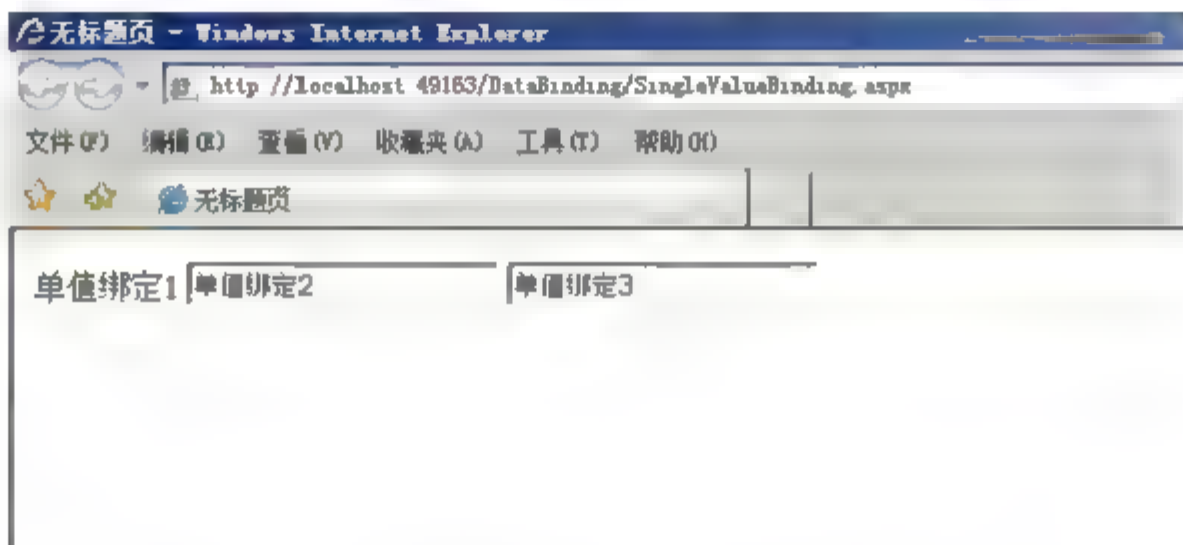 无标题页 - Windows Internet Explorer
http //localhost 49163/DataBinding/SingleValueBinding.aspx
文件(F) 编辑(E) 查看(V) 收藏夹(A) 工具(T) 帮助(H)
无标题页
单值绑定1 单值绑定2 单值绑定3